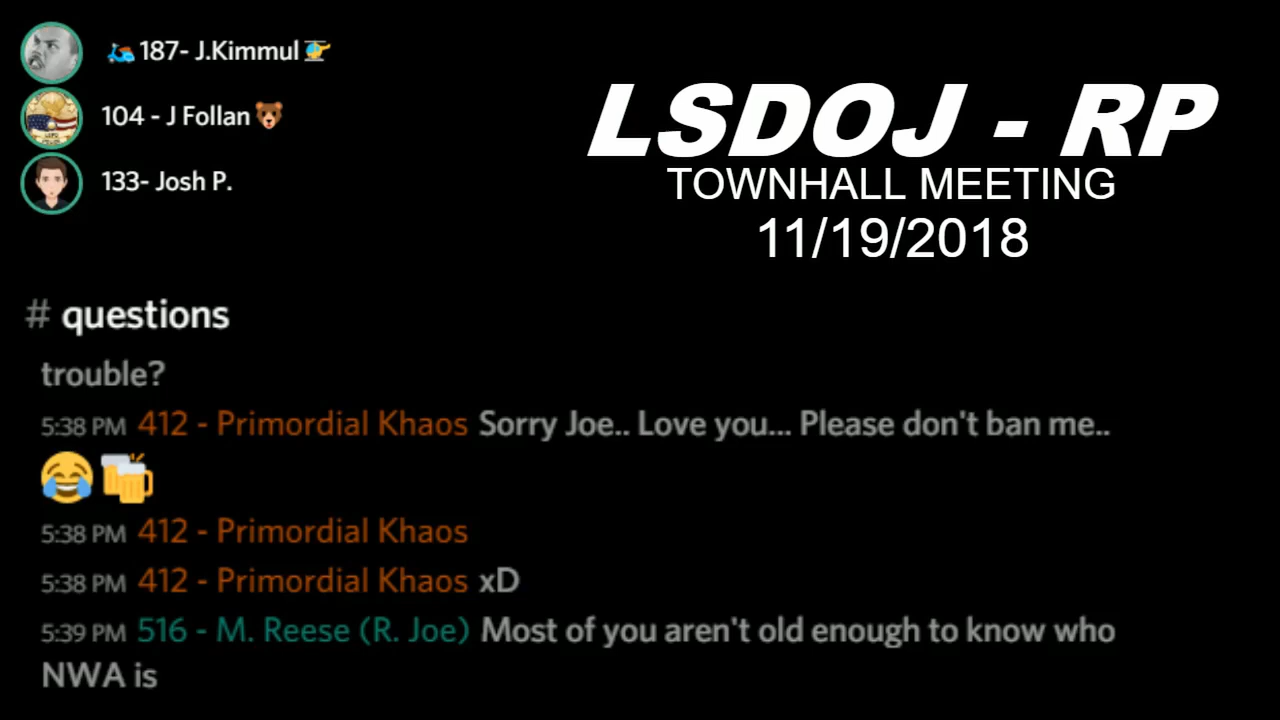 🛵 187- J.Kimmul 🚁
104 - J Follan 🐻
133- Josh P.
LSDOJ - RP
TOWNHALL MEETING
11/19/2018
# questions
trouble?
5:38 PM 412 - Primordial Khaos Sorry Joe.. Love you... Please don't ban me..
😂 🍻
5:38 PM 412 - Primordial Khaos
5:38 PM 412 - Primordial Khaos xD
5:39 PM 516 - M. Reese (R. Joe) Most of you aren't old enough to know who
NWA is